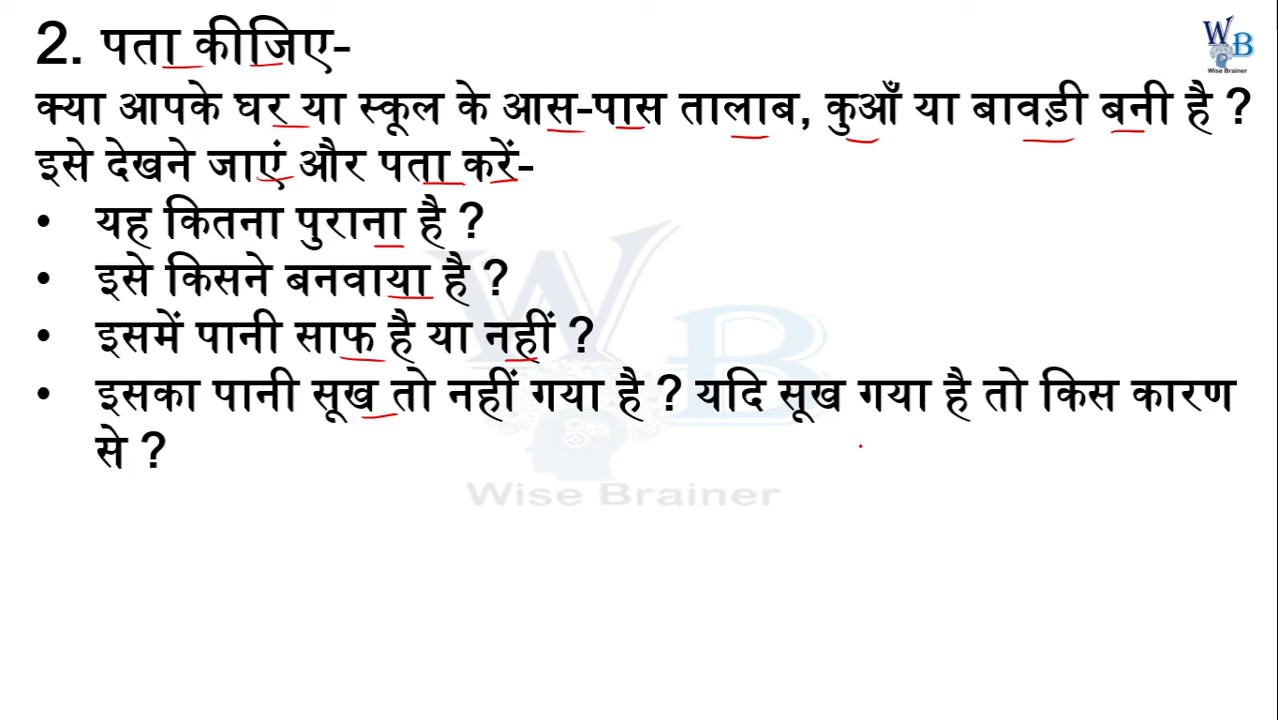 2. पता कीजिए-
W B
Wise Brainer
क्या आपके घर या स्कूल के आस-पास तालाब, कुआँ या बावड़ी बनी है ?
इसे देखने जाएं और पता करें-
• यह कितना पुराना है ?
• इसे किसने बनवाया है ?
• इसमें पानी साफ है या नहीं ?
• इसका पानी सूख तो नहीं गया है ? यदि सूख गया है तो किस कारण
से ?
W B
Wise Brainer